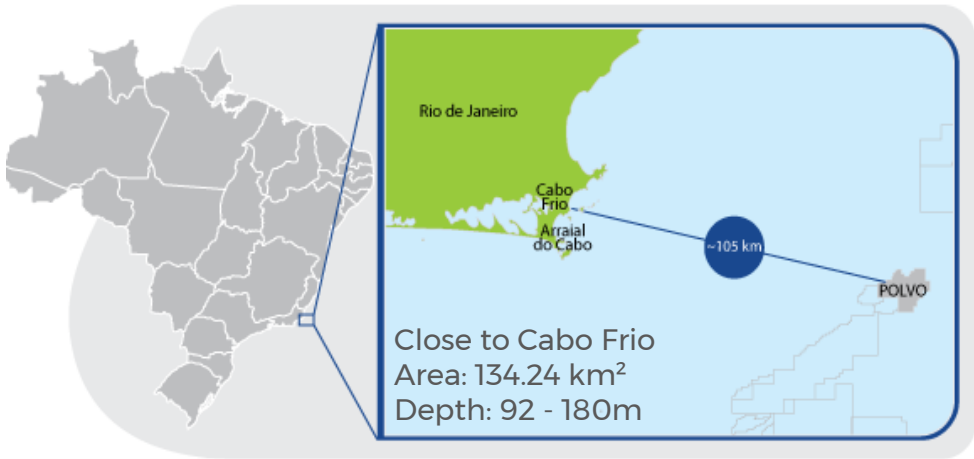 Rio de Janeiro
Cabo
Frio
Arraial
do Cabo
~105 km
POLVO
Close to Cabo Frio
Area: 134.24 km²
Depth: 92 - 180m